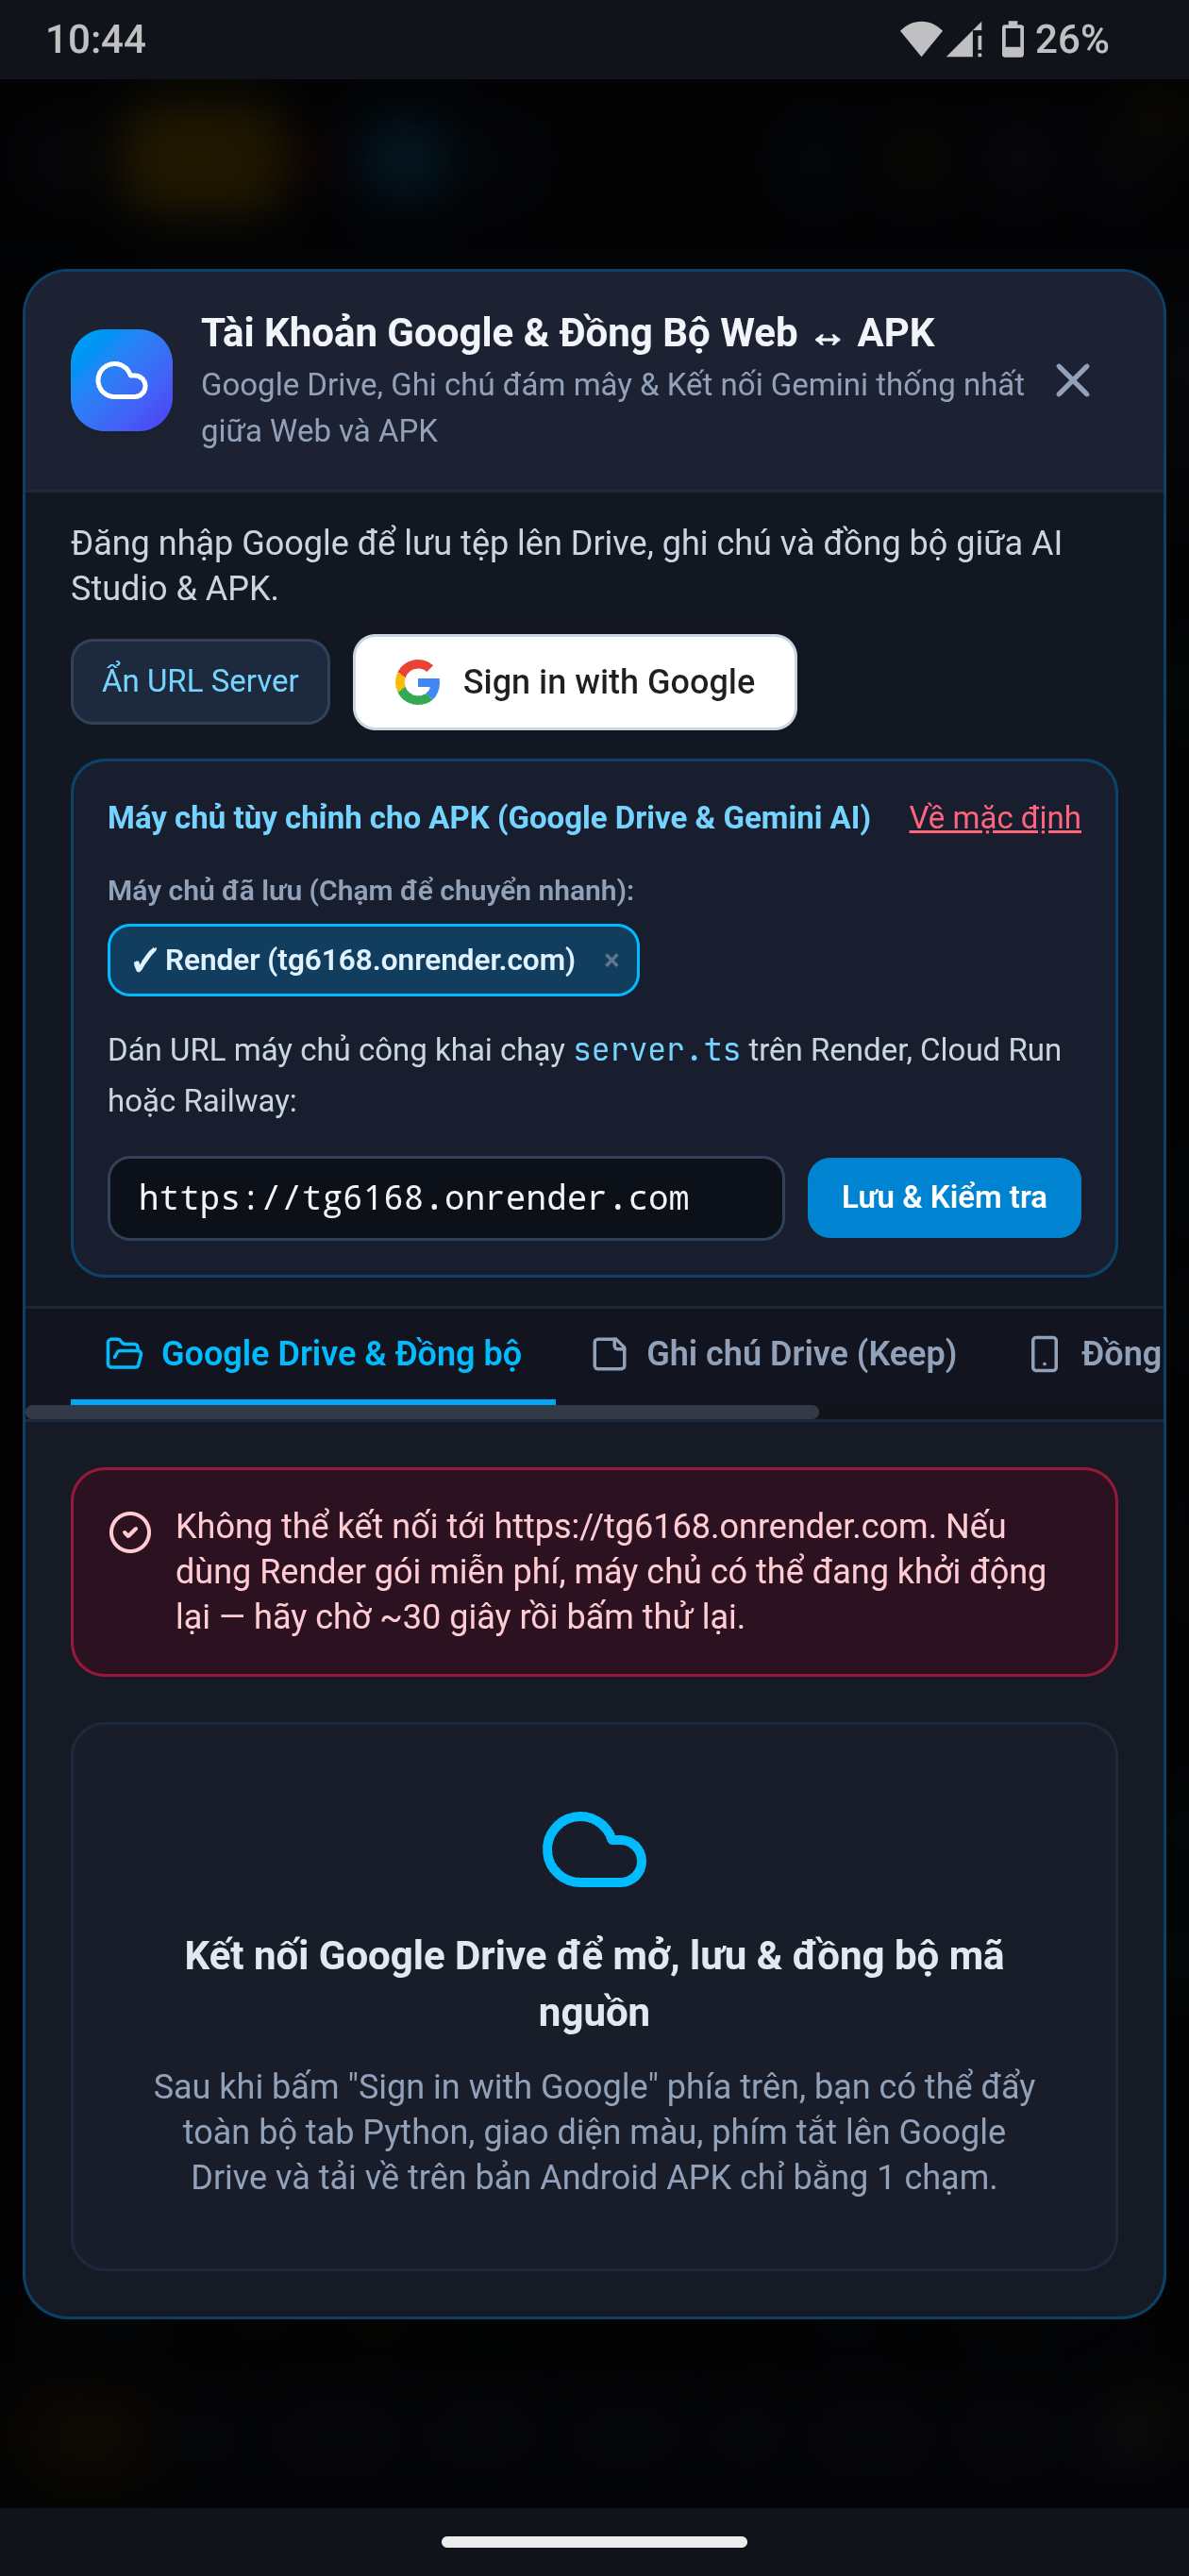 10:44
26%
Tài Khoản Google & Đồng Bộ Web ↔ APK
Google Drive, Ghi chú đám mây & Kết nối Gemini thống nhất
giữa Web và APK
Đăng nhập Google để lưu tệp lên Drive, ghi chú và đồng bộ giữa AI
Studio & APK.
Ẩn URL Server
Sign in with Google
Máy chủ tùy chỉnh cho APK (Google Drive & Gemini AI)
Về mặc định
Máy chủ đã lưu (Chạm để chuyển nhanh):
✓ Render (tg6168.onrender.com) ×
Dán URL máy chủ công khai chạy server.ts trên Render, Cloud Run
hoặc Railway:
https://tg6168.onrender.com
Lưu & Kiểm tra
Google Drive & Đồng bộ
Ghi chú Drive (Keep)
Đồng
Không thể kết nối tới https://tg6168.onrender.com. Nếu
dùng Render gói miễn phí, máy chủ có thể đang khởi động
lại — hãy chờ ~30 giây rồi bấm thử lại.
Kết nối Google Drive để mở, lưu & đồng bộ mã
nguồn
Sau khi bấm "Sign in with Google" phía trên, bạn có thể đẩy
toàn bộ tab Python, giao diện màu, phím tắt lên Google
Drive và tải về trên bản Android APK chỉ bằng 1 chạm.